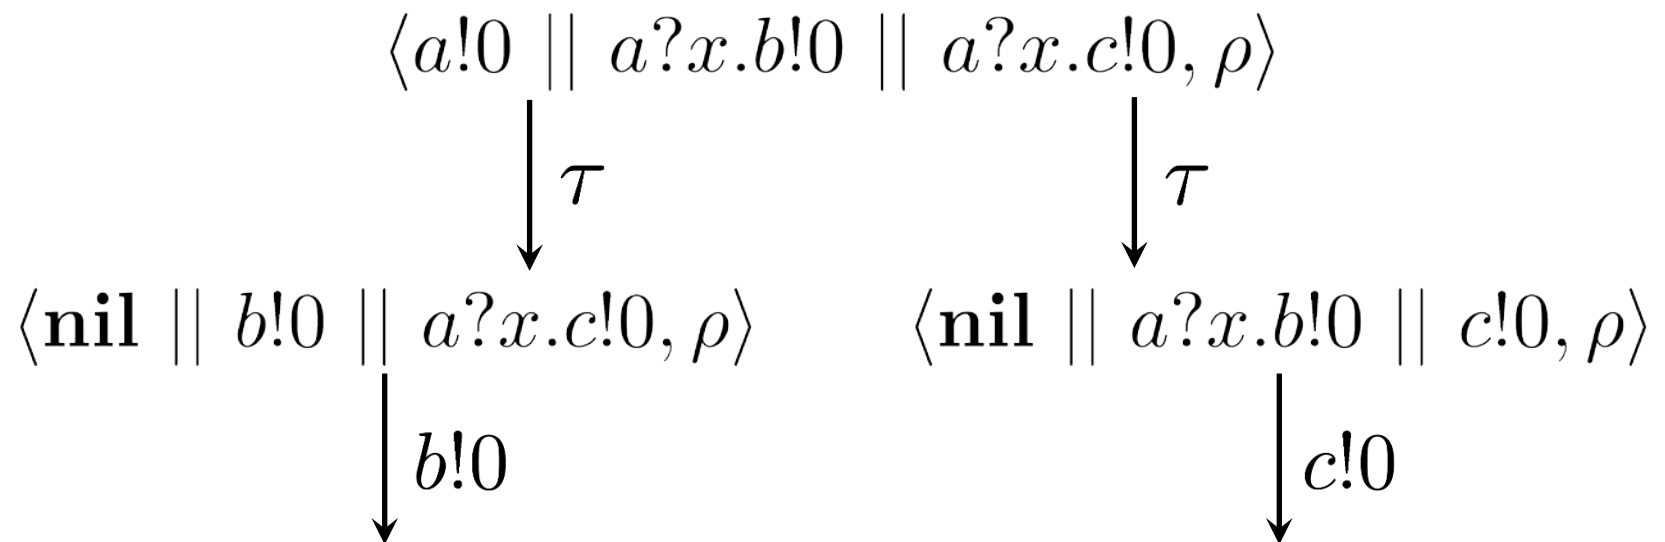 ⟨a!0 || a?x.b!0 || a?x.c!0, ρ⟩
τ τ
⟨nil || b!0 || a?x.c!0, ρ⟩ ⟨nil || a?x.b!0 || c!0, ρ⟩
b!0 c!0